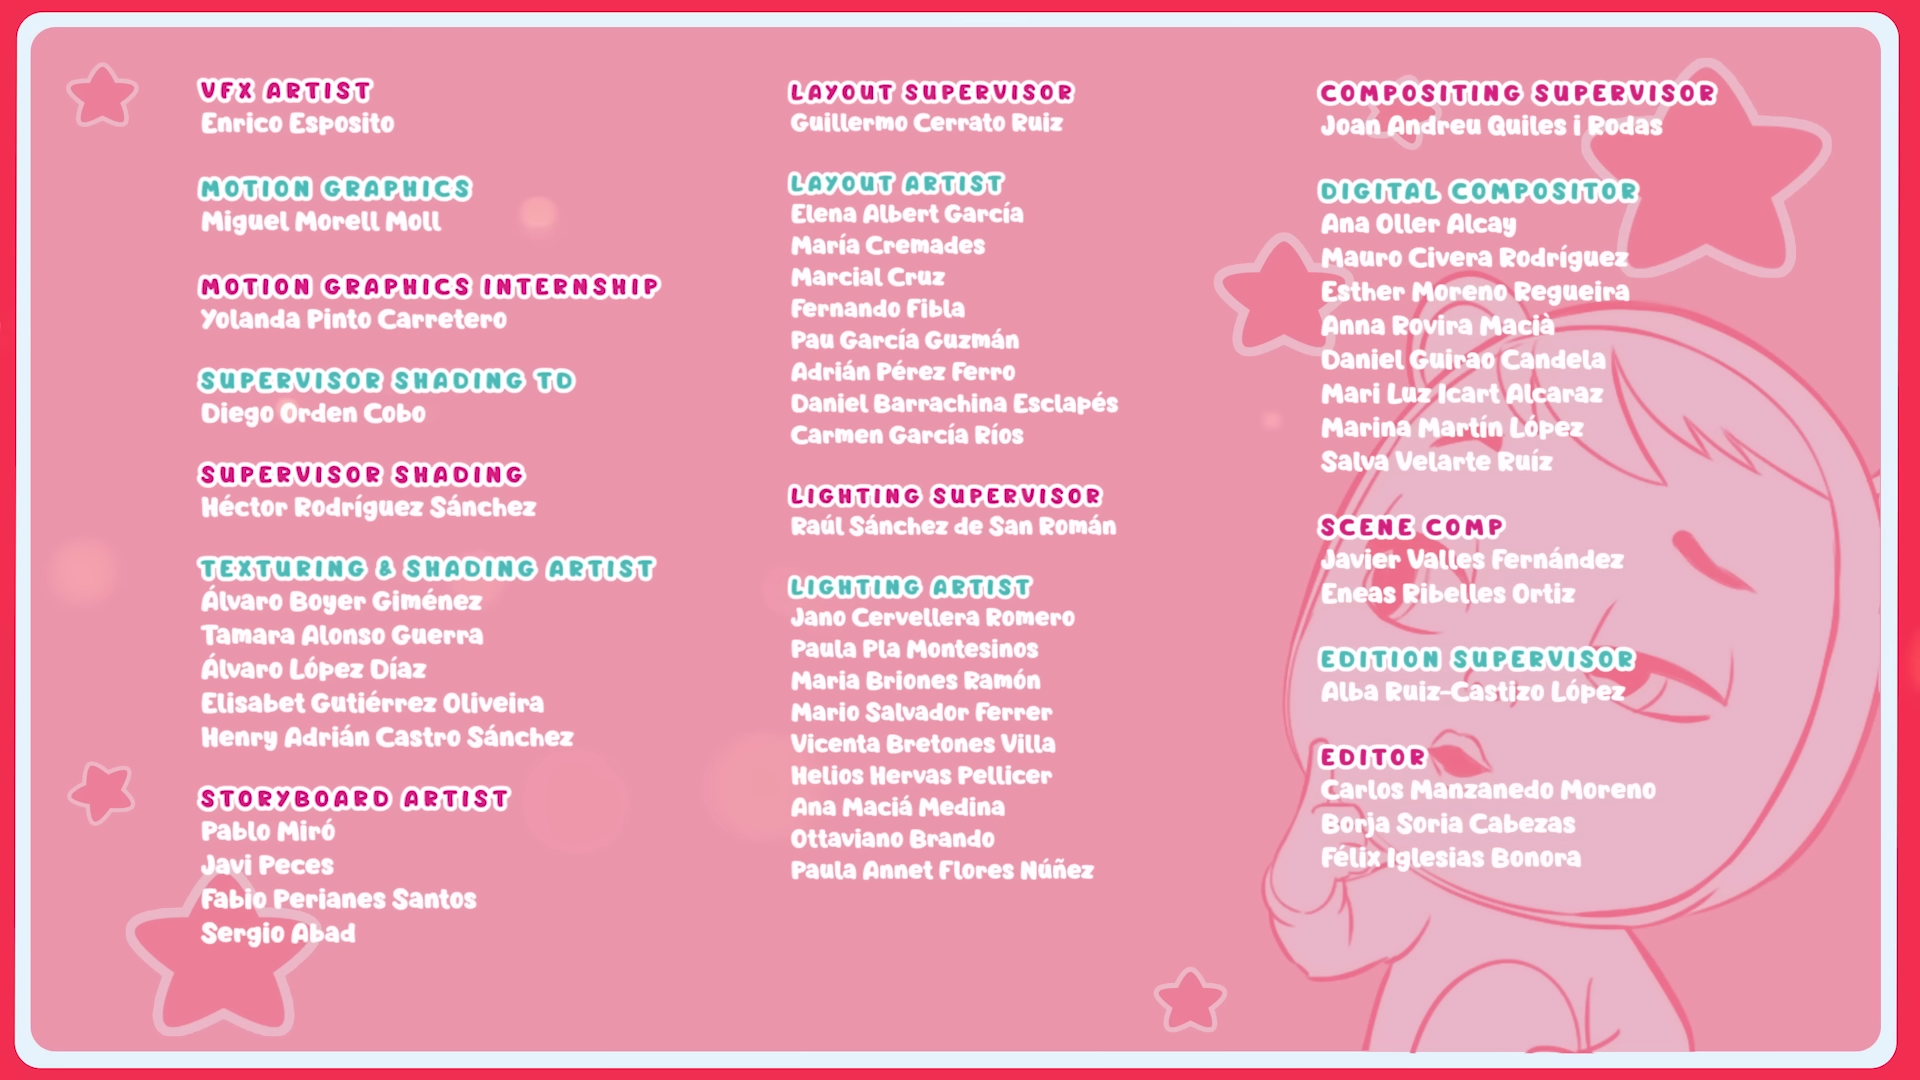 VFX ARTIST
Enrico Esposito
MOTION GRAPHICS
Miguel Morell Moll
MOTION GRAPHICS INTERNSHIP
Yolanda Pinto Carretero
SUPERVISOR SHADING TD
Diego Orden Cobo
SUPERVISOR SHADING
Héctor Rodríguez Sánchez
TEXTURING & SHADING ARTIST
Álvaro Boyer Giménez
Tamara Alonso Guerra
Álvaro López Díaz
Elisabet Gutiérrez Oliveira
Henry Adrián Castro Sánchez
STORYBOARD ARTIST
Pablo Miró
Javi Peces
Fabio Perianes Santos
Sergio Abad
LAYOUT SUPERVISOR
Guillermo Cerrato Ruiz
LAYOUT ARTIST
Elena Albert García
María Cremades
Marcial Cruz
Fernando Fibla
Pau García Guzmán
Adrián Pérez Ferro
Daniel Barrachina Esclapés
Carmen García Ríos
LIGHTING SUPERVISOR
Raúl Sánchez de San Román
LIGHTING ARTIST
Jano Cervellera Romero
Paula Pla Montesinos
Maria Briones Ramón
Mario Salvador Ferrer
Vicenta Bretones Villa
Helios Hervas Pellicer
Ana Maciá Medina
Ottaviano Brando
Paula Annet Flores Núñez
COMPOSITING SUPERVISOR
Joan Andreu Quiles i Rodas
DIGITAL COMPOSITOR
Ana Oller Alcay
Mauro Civera Rodríguez
Esther Moreno Regueira
Anna Rovira Macià
Daniel Guirao Candela
Mari Luz Icart Alcaraz
Marina Martín López
Salva Velarte Ruíz
SCENE COMP
Javier Valles Fernández
Eneas Ribelles Ortiz
EDITION SUPERVISOR
Alba Ruiz-Castizo López
EDITOR
Carlos Manzanedo Moreno
Borja Soria Cabezas
Félix Iglesias Bonora